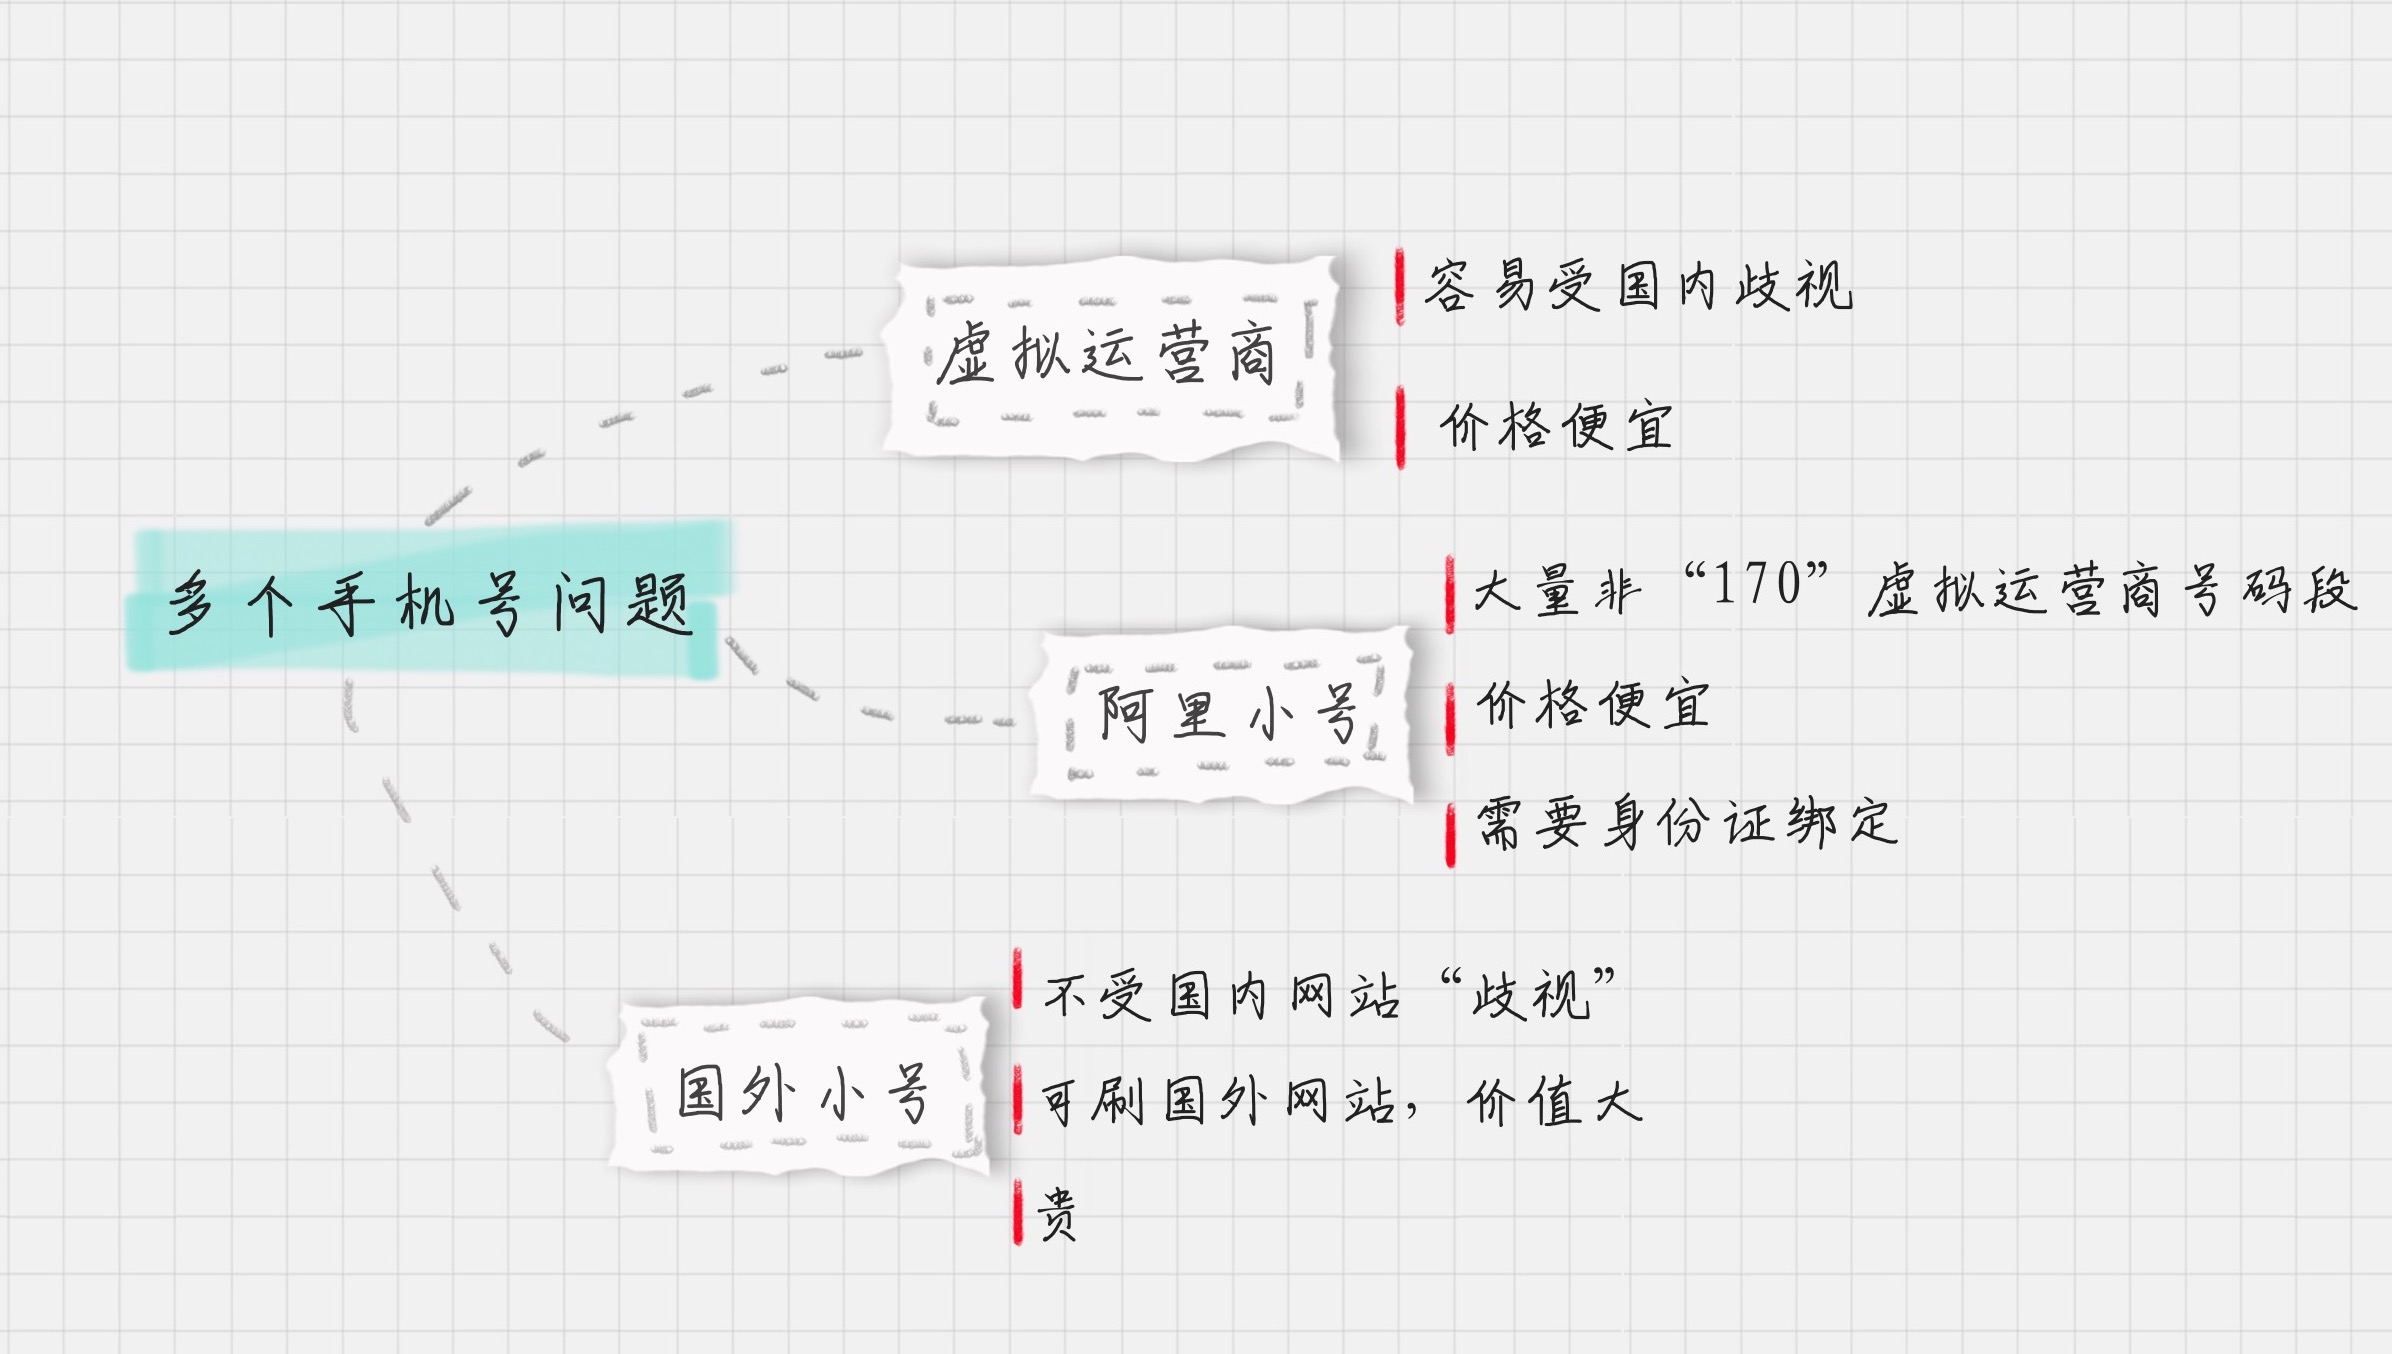 多个手机号问题
虚拟运营商
容易受国内歧视
价格便宜
阿里小号
大量非“170”虚拟运营商号码段
价格便宜
需要身份证绑定
国外小号
不受国内网站“歧视”
可刷国外网站，价值大
贵